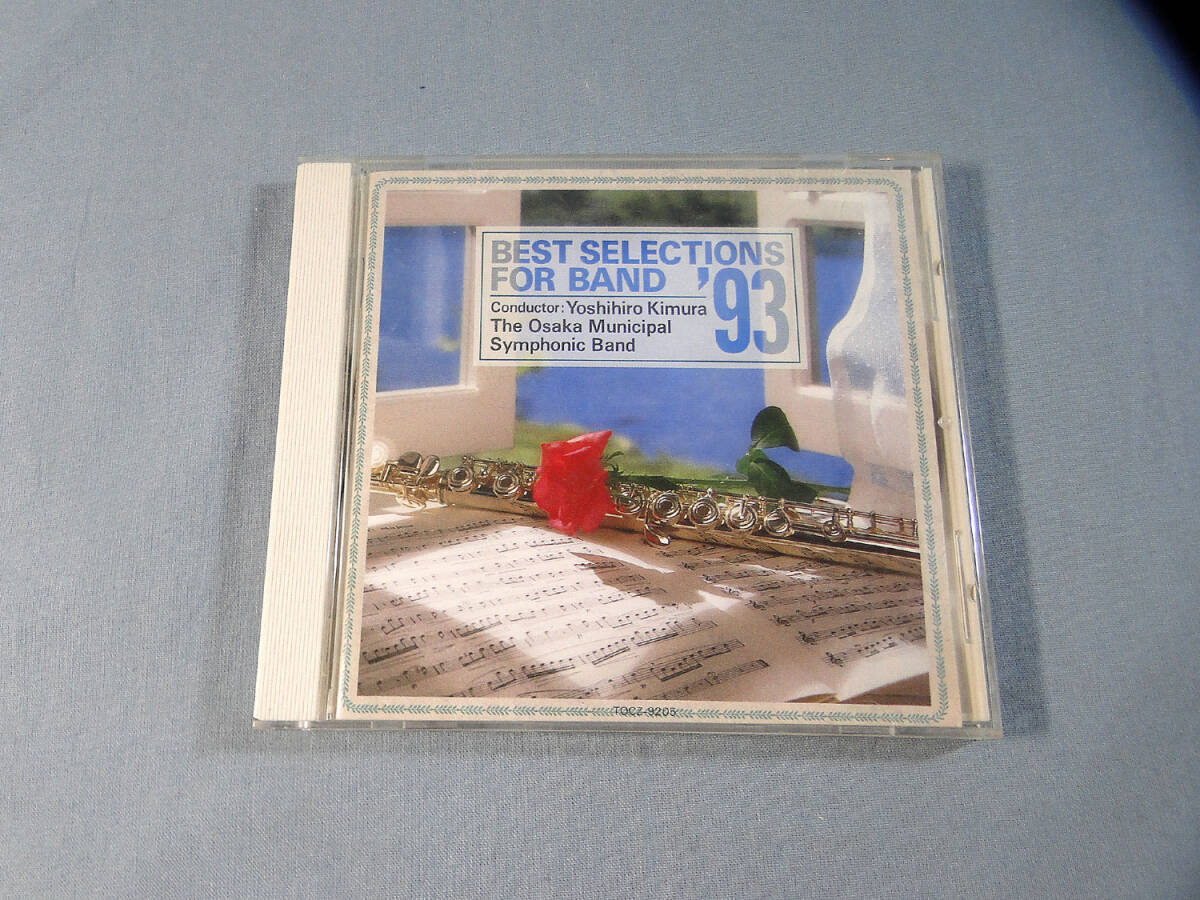 BEST SELECTIONS
FOR BAND '93
Conductor: Yoshihiro Kimura
The Osaka Municipal
Symphonic Band
TOCZ-9205